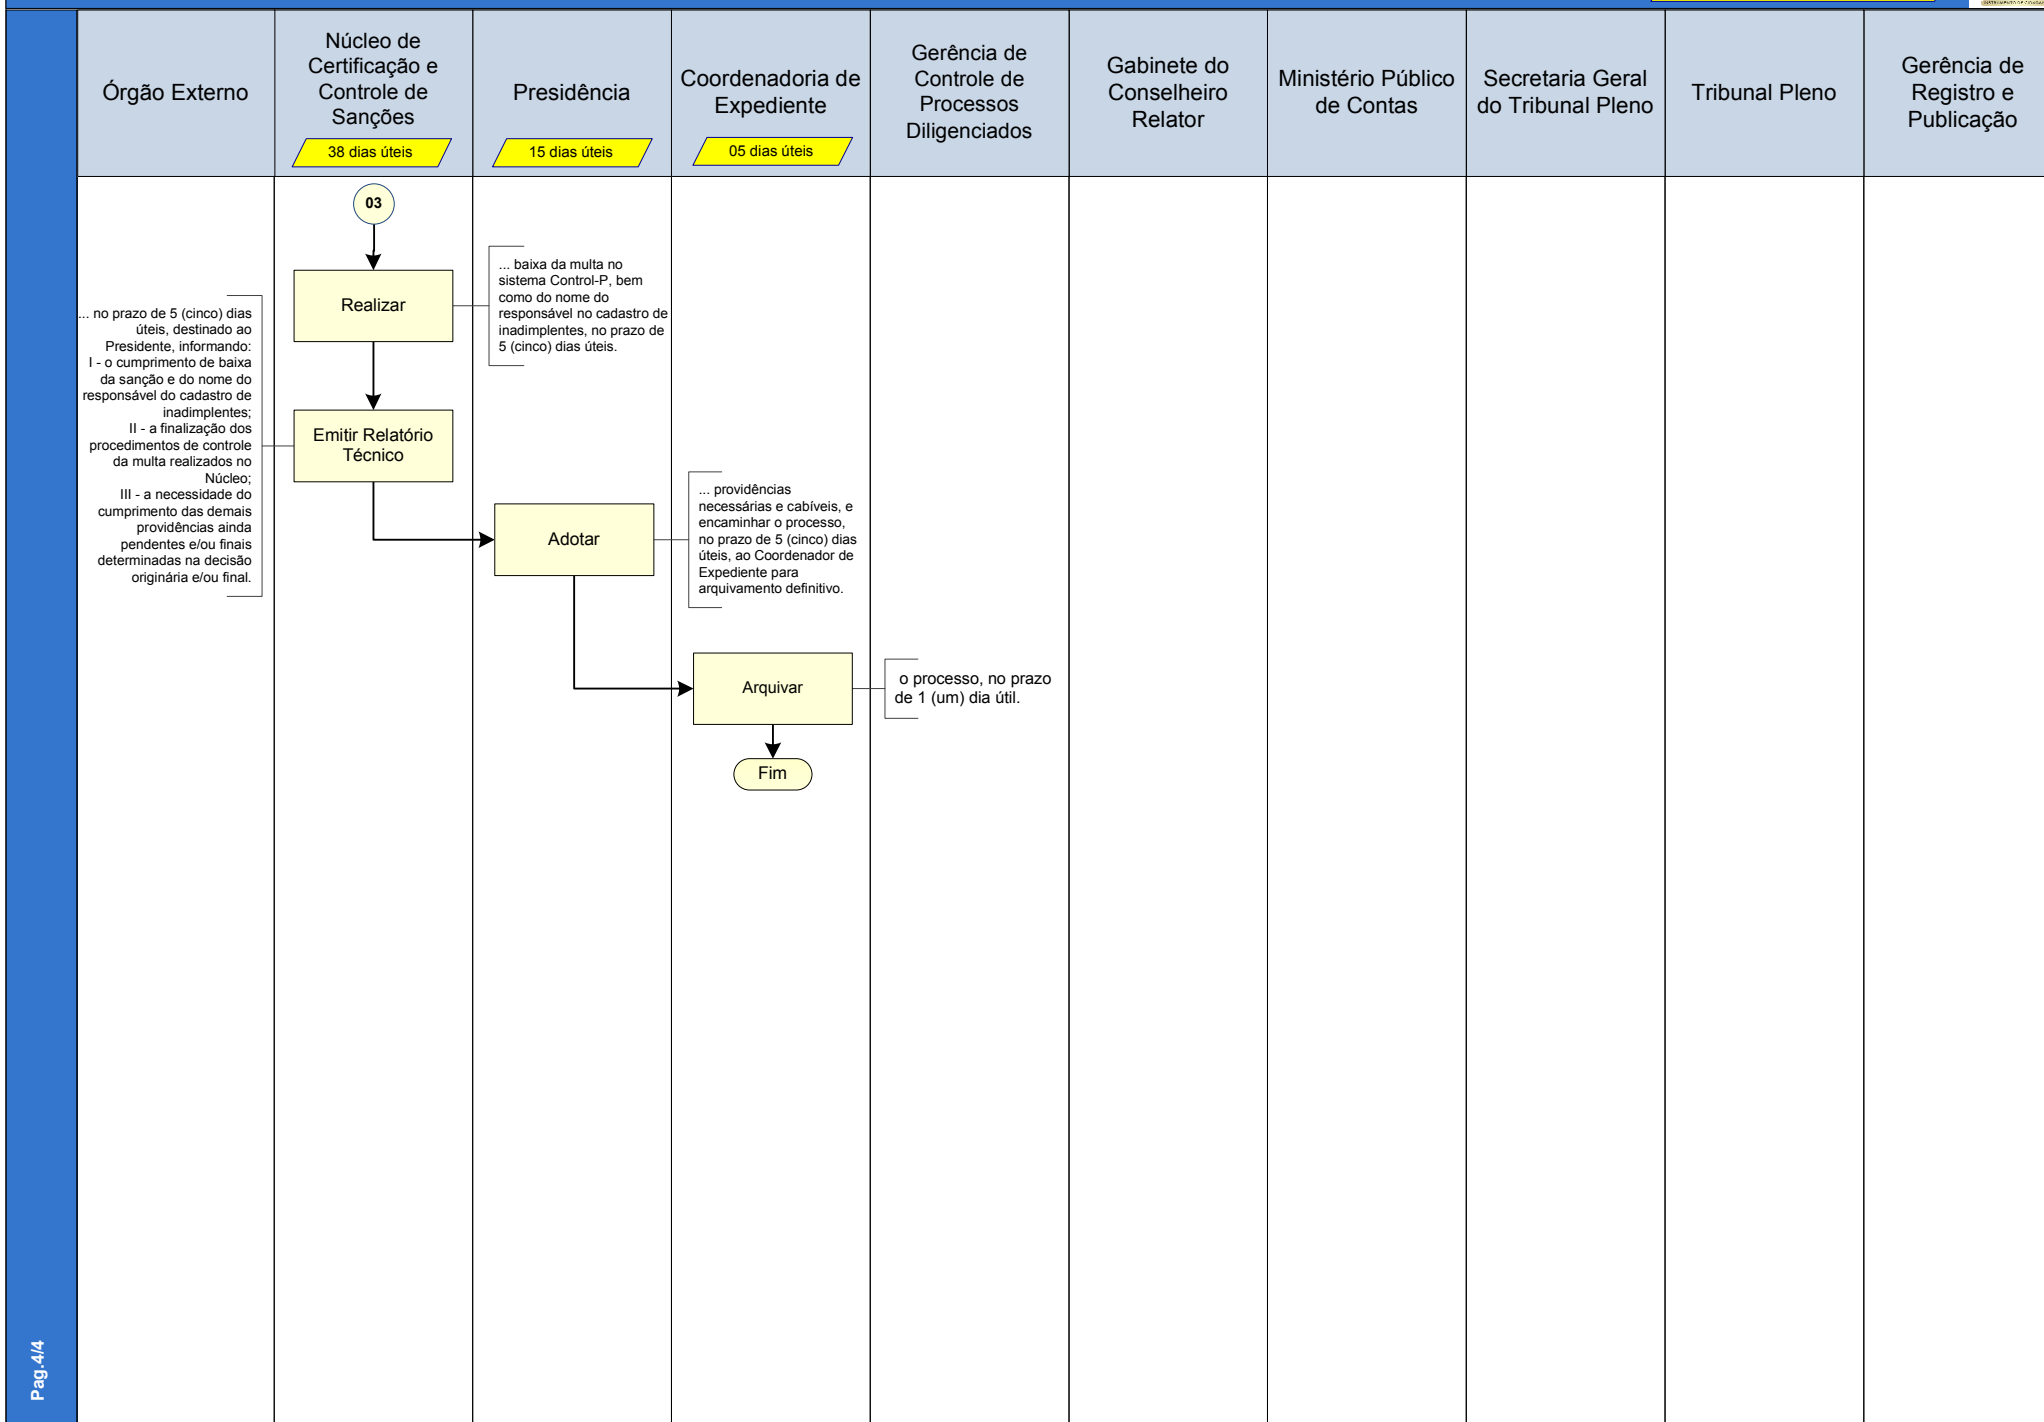 Órgão Externo
Núcleo de
Certificação e
Controle de
Sanções
38 dias úteis
Presidência
15 dias úteis
Coordenadoria de
Expediente
05 dias úteis
Gerência de
Controle de
Processos
Diligenciados
Gabinete do
Conselheiro
Relator
Ministério Público
de Contas
Secretaria Geral
do Tribunal Pleno
Tribunal Pleno
Gerência de
Registro e
Publicação
03
Realizar
... baixa da multa no
sistema Control-P, bem
como do nome do
responsável no cadastro de
inadimplentes, no prazo de
5 (cinco) dias úteis.
... no prazo de 5 (cinco) dias
úteis, destinado ao
Presidente, informando:
I - o cumprimento de baixa
da sanção e do nome do
responsável do cadastro de
inadimplentes;
II - a finalização dos
procedimentos de controle
da multa realizados no
Núcleo;
III - a necessidade do
cumprimento das demais
providências ainda
pendentes e/ou finais
determinadas na decisão
originária e/ou final.
Emitir Relatório
Técnico
Adotar
... providências
necessárias e cabíveis, e
encaminhar o processo,
no prazo de 5 (cinco) dias
úteis, ao Coordenador de
Expediente para
arquivamento definitivo.
Arquivar
o processo, no prazo
de 1 (um) dia útil.
Fim
Pag.4/4